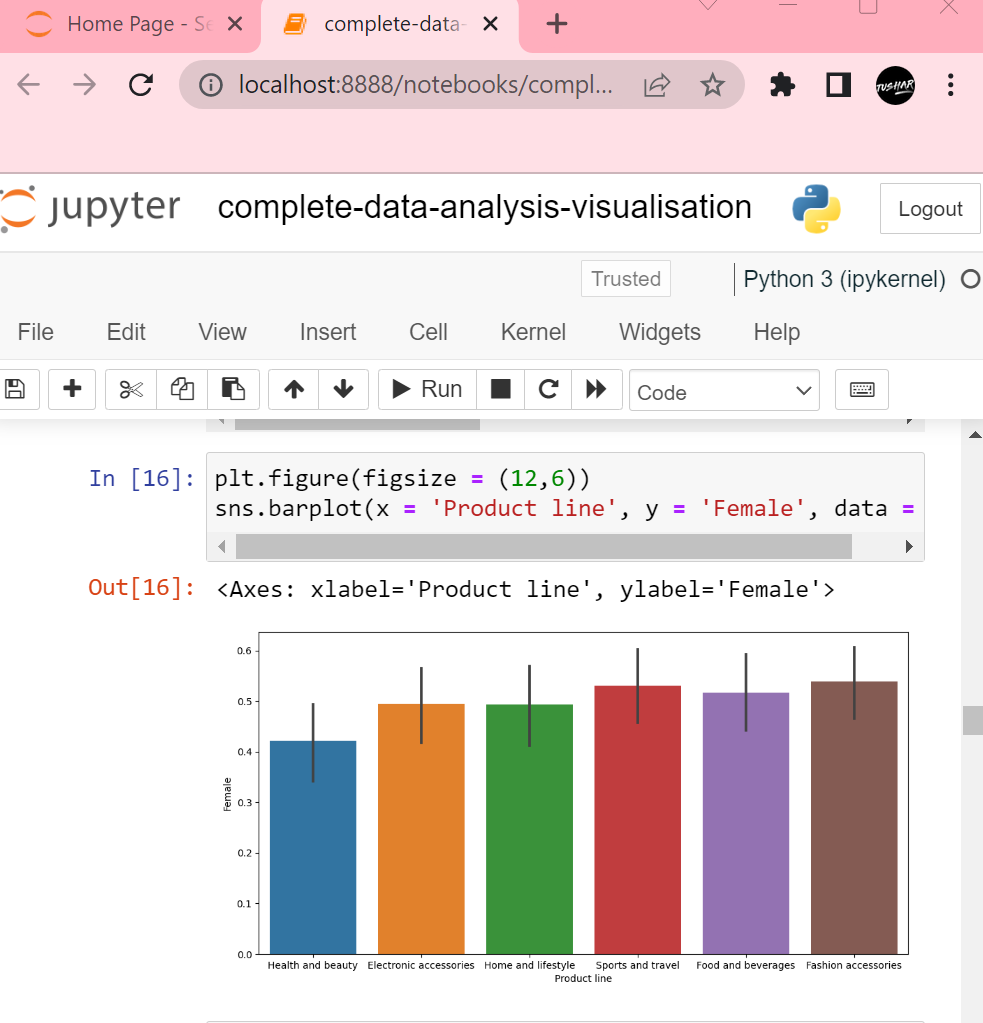 Home Page - Se
complete-data-
localhost:8888/notebooks/compl...
TUSHAR
jupyter
complete-data-analysis-visualisation
Logout
Trusted
Python 3 (ipykernel)
File Edit View Insert Cell Kernel Widgets Help
Run
Code
In [16]:
plt.figure(figsize = (12,6))
sns.barplot(x = 'Product line', y = 'Female', data =
Out[16]:
<Axes: xlabel='Product line', ylabel='Female'>
0.6
0.5
0.4
0.3
0.2
0.1
0.0
Female
Health and beauty Electronic accessories Home and lifestyle Sports and travel Food and beverages Fashion accessories
Product line